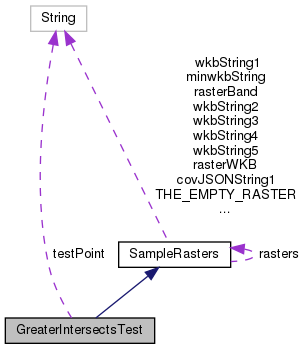 String
wkbString1
minwkbString
rasterBand
wkbString2
wkbString3
wkbString4
wkbString5
rasterWKB
covJSONString1
THE_EMPTY_RASTER
...
testPoint
SampleRasters
rasters
GreaterIntersectsTest